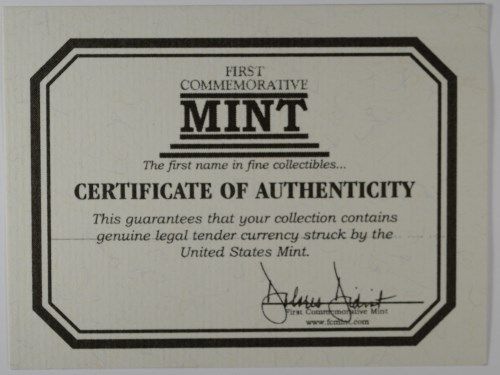 FIRST
COMMEMORATIVE
MINT
The first name in fine collectibles...
CERTIFICATE OF AUTHENTICITY
This guarantees that your collection contains
genuine legal tender currency struck by the
United States Mint.
First Commemorative Mint
www.fcmint.com